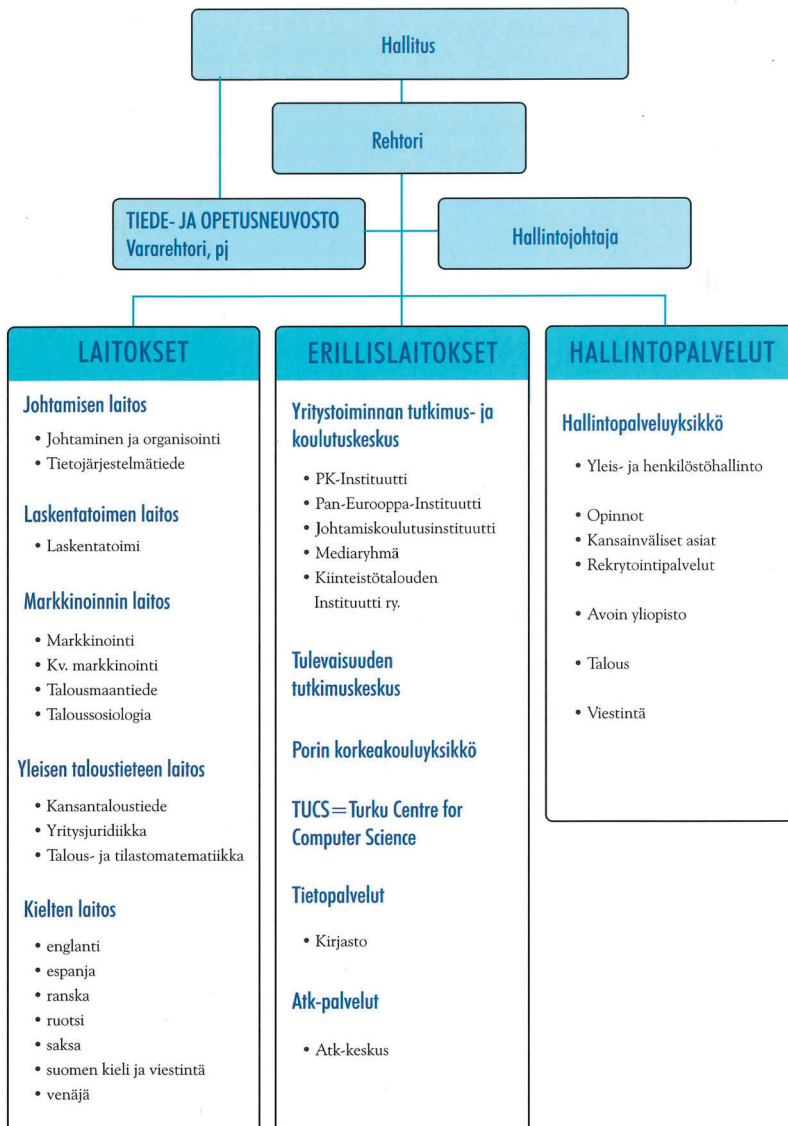 Hallitus
Rehtori
TIEDE- JA OPETUSNEUVOSTO
Vararehtori, pj
Hallintojohtaja
LAITOKSET
Johtamisen laitos
• Johtaminen ja organisointi
• Tietojärjestelmätiede
Laskentatoimen laitos
• Laskentatoimi
Markkinoinnin laitos
• Markkinointi
• Kv. markkinointi
• Talousmaantiede
• Taloussosiologia
Yleisen taloustieteen laitos
• Kansantaloustiede
• Yritysjuridiikka
• Talous- ja tilastomatematiikka
Kielten laitos
• englanti
• espanja
• ranska
• ruotsi
• saksa
• suomen kieli ja viestintä
• venäjä
ERILLISLAITOKSET
Yritystoiminnan tutkimus- ja
koulutuskeskus
• PK-Instituutti
• Pan-Eurooppa-Instituutti
• Johtamiskoulutusinstituutti
• Mediaryhmä
• Kiinteistötalouden
Instituutti ry.
Tulevaisuuden
tutkimuskeskus
Porin korkeakouluyksikkö
TUCS=Turku Centre for
Computer Science
Tietopalvelut
• Kirjasto
Atk-palvelut
• Atk-keskus
HALLINTOPALVELUT
Hallintopalveluyksikkö
• Yleis- ja henkilöstöhallinto
• Opinnot
• Kansainväliset asiat
• Rekrytointipalvelut
• Avoin yliopisto
• Talous
• Viestintä